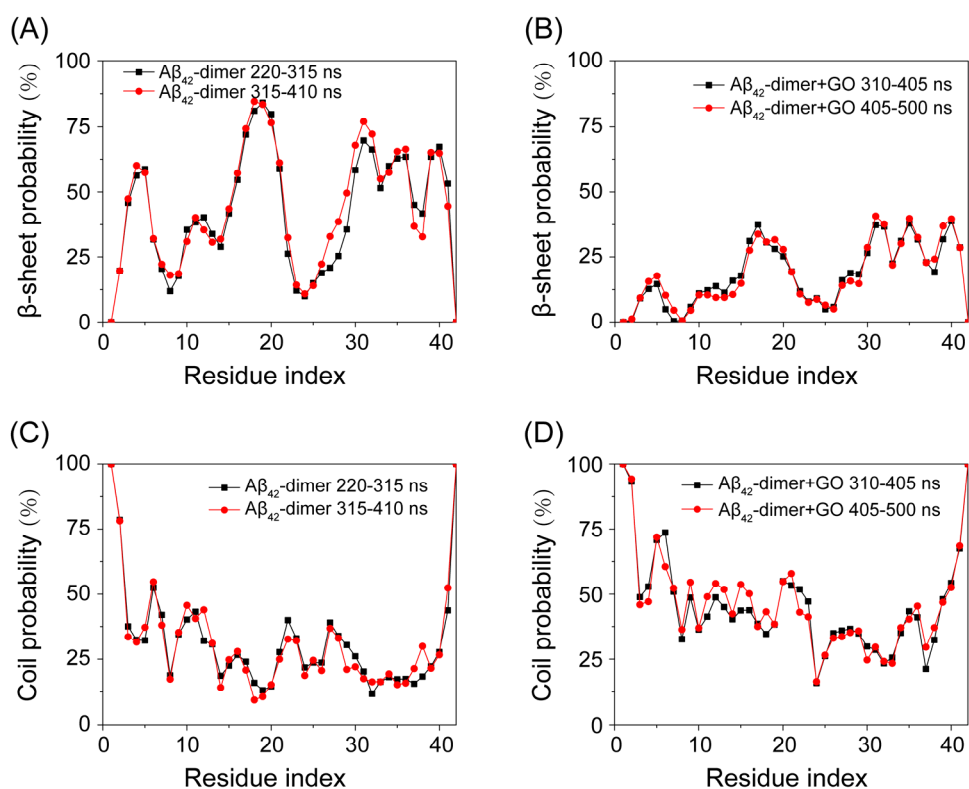 (A)
100
75
50
25
0
β-sheet probability (%)
Aβ₄₂-dimer 220-315 ns
Aβ₄₂-dimer 315-410 ns
0 10 20 30 40
Residue index
(B)
100
75
50
25
0
β-sheet probability (%)
Aβ₄₂-dimer+GO 310-405 ns
Aβ₄₂-dimer+GO 405-500 ns
0 10 20 30 40
Residue index
(C)
100
75
50
25
0
Coil probability (%)
Aβ₄₂-dimer 220-315 ns
Aβ₄₂-dimer 315-410 ns
0 10 20 30 40
Residue index
(D)
100
75
50
25
0
Coil probability (%)
Aβ₄₂-dimer+GO 310-405 ns
Aβ₄₂-dimer+GO 405-500 ns
0 10 20 30 40
Residue index